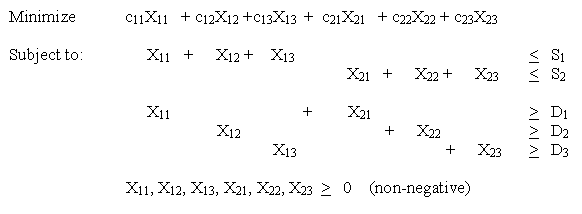 Minimize c₁₁X₁₁ + c₁₂X₁₂ +c₁₃X₁₃ + c₂₁X₂₁ + c₂₂X₂₂ + c₂₃X₂₃
Subject to: X₁₁ + X₁₂ + X₁₃ ≤ S₁
X₂₁ + X₂₂ + X₂₃ ≤ S₂
X₁₁ + X₂₁ ≥ D₁
X₁₂ + X₂₂ ≥ D₂
X₁₃ + X₂₃ ≥ D₃
X₁₁, X₁₂, X₁₃, X₂₁, X₂₂, X₂₃ ≥ 0 (non-negative)